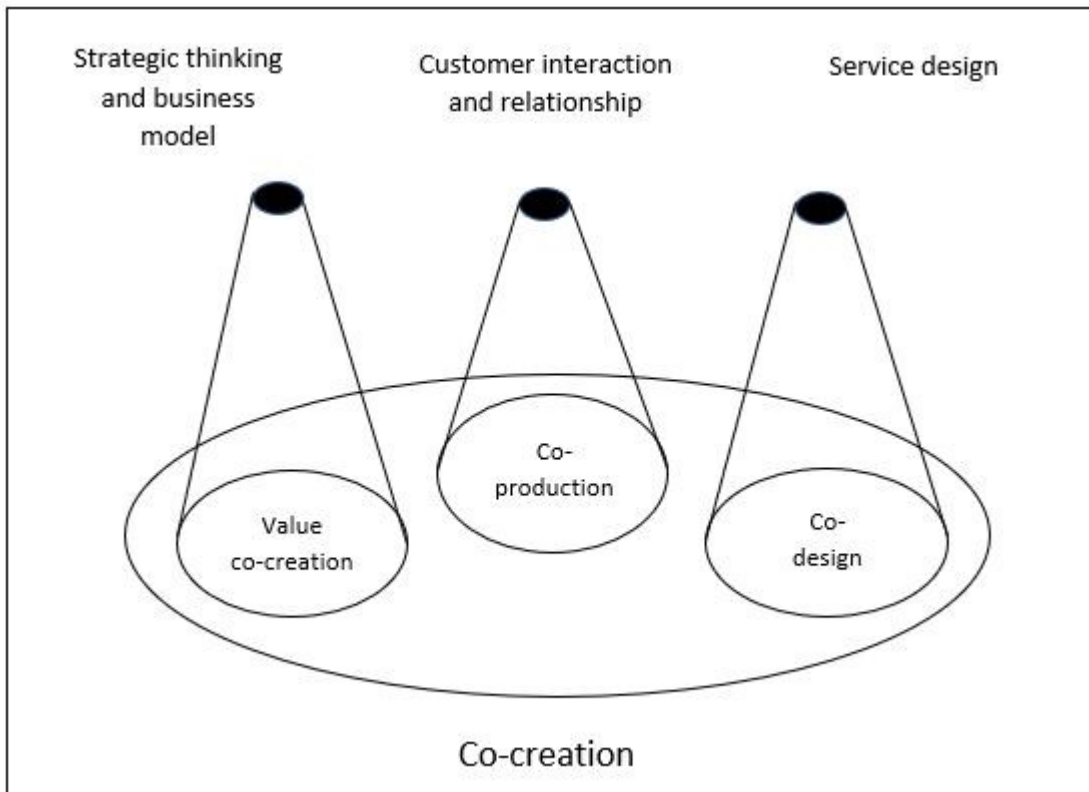 Strategic thinking
and business
model
Customer interaction
and relationship
Service design
Value
co-creation
Co-
production
Co-
design
Co-creation